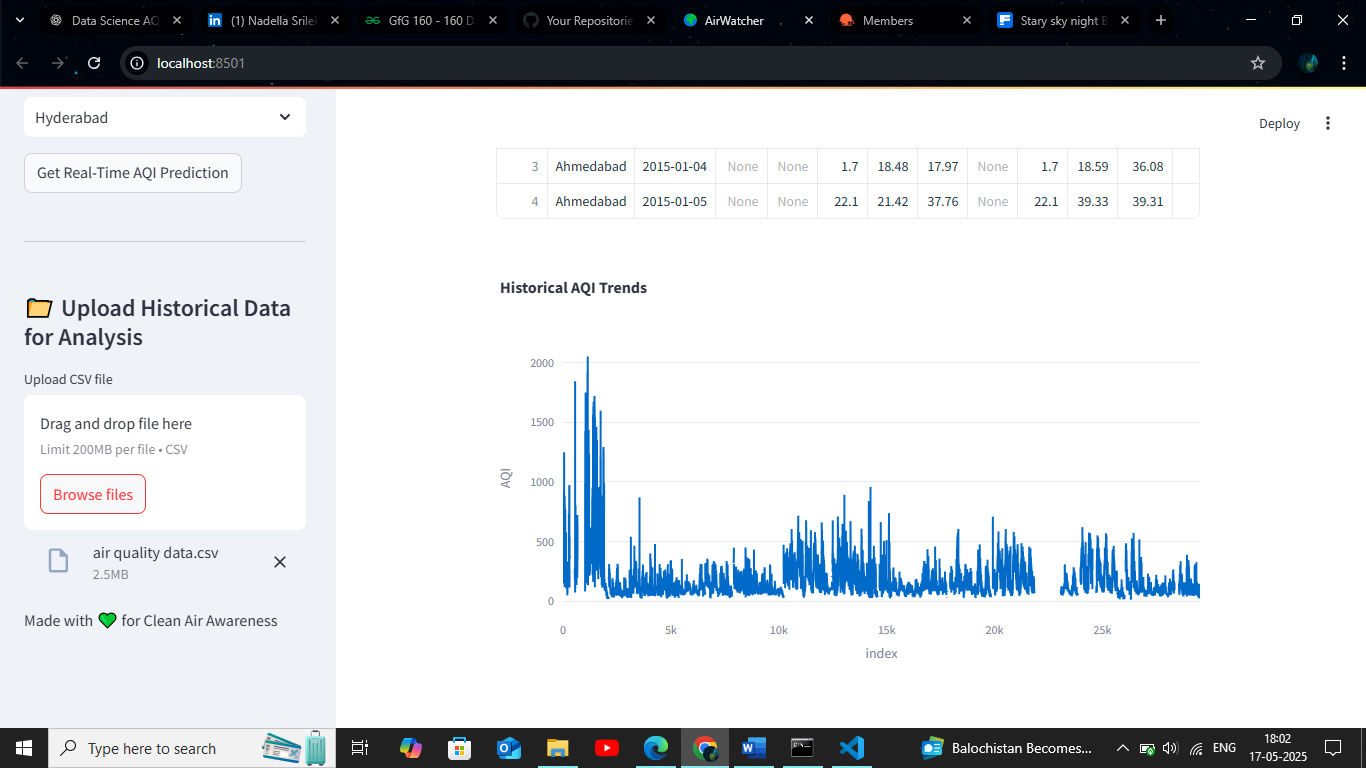 Data Science AQ
(1) Nadella Srilek
GfG 160 - 160 D
Your Repositorie
AirWatcher
Members
Stary sky night B
localhost:8501
Hyderabad
Get Real-Time AQI Prediction
Upload Historical Data
for Analysis
Upload CSV file
Drag and drop file here
Limit 200MB per file • CSV
Browse files
air quality data.csv
2.5MB
Made with 💚 for Clean Air Awareness
Deploy
3 Ahmedabad 2015-01-04 None None 1.7 18.48 17.97 None 1.7 18.59 36.08
4 Ahmedabad 2015-01-05 None None 22.1 21.42 37.76 None 22.1 39.33 39.31
Historical AQI Trends
2000
1500
1000
500
0
AQI
0 5k 10k 15k 20k 25k
index
Type here to search
Balochistan Becomes...
ENG
18:02
17-05-2025